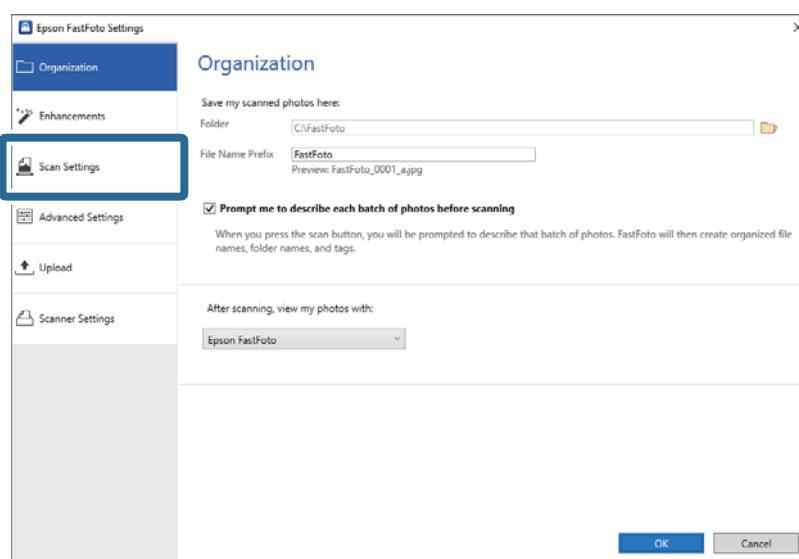 Epson FastFoto Settings
Organization
Enhancements
Scan Settings
Advanced Settings
Upload
Scanner Settings
Organization
Save my scanned photos here:
Folder
C:\FastFoto
File Name Prefix
FastFoto
Preview: FastFoto_0001_a.jpg
Prompt me to describe each batch of photos before scanning
When you press the scan button, you will be prompted to describe that batch of photos. FastFoto will then create organized file
names, folder names, and tags.
After scanning, view my photos with:
Epson FastFoto
OK
Cancel